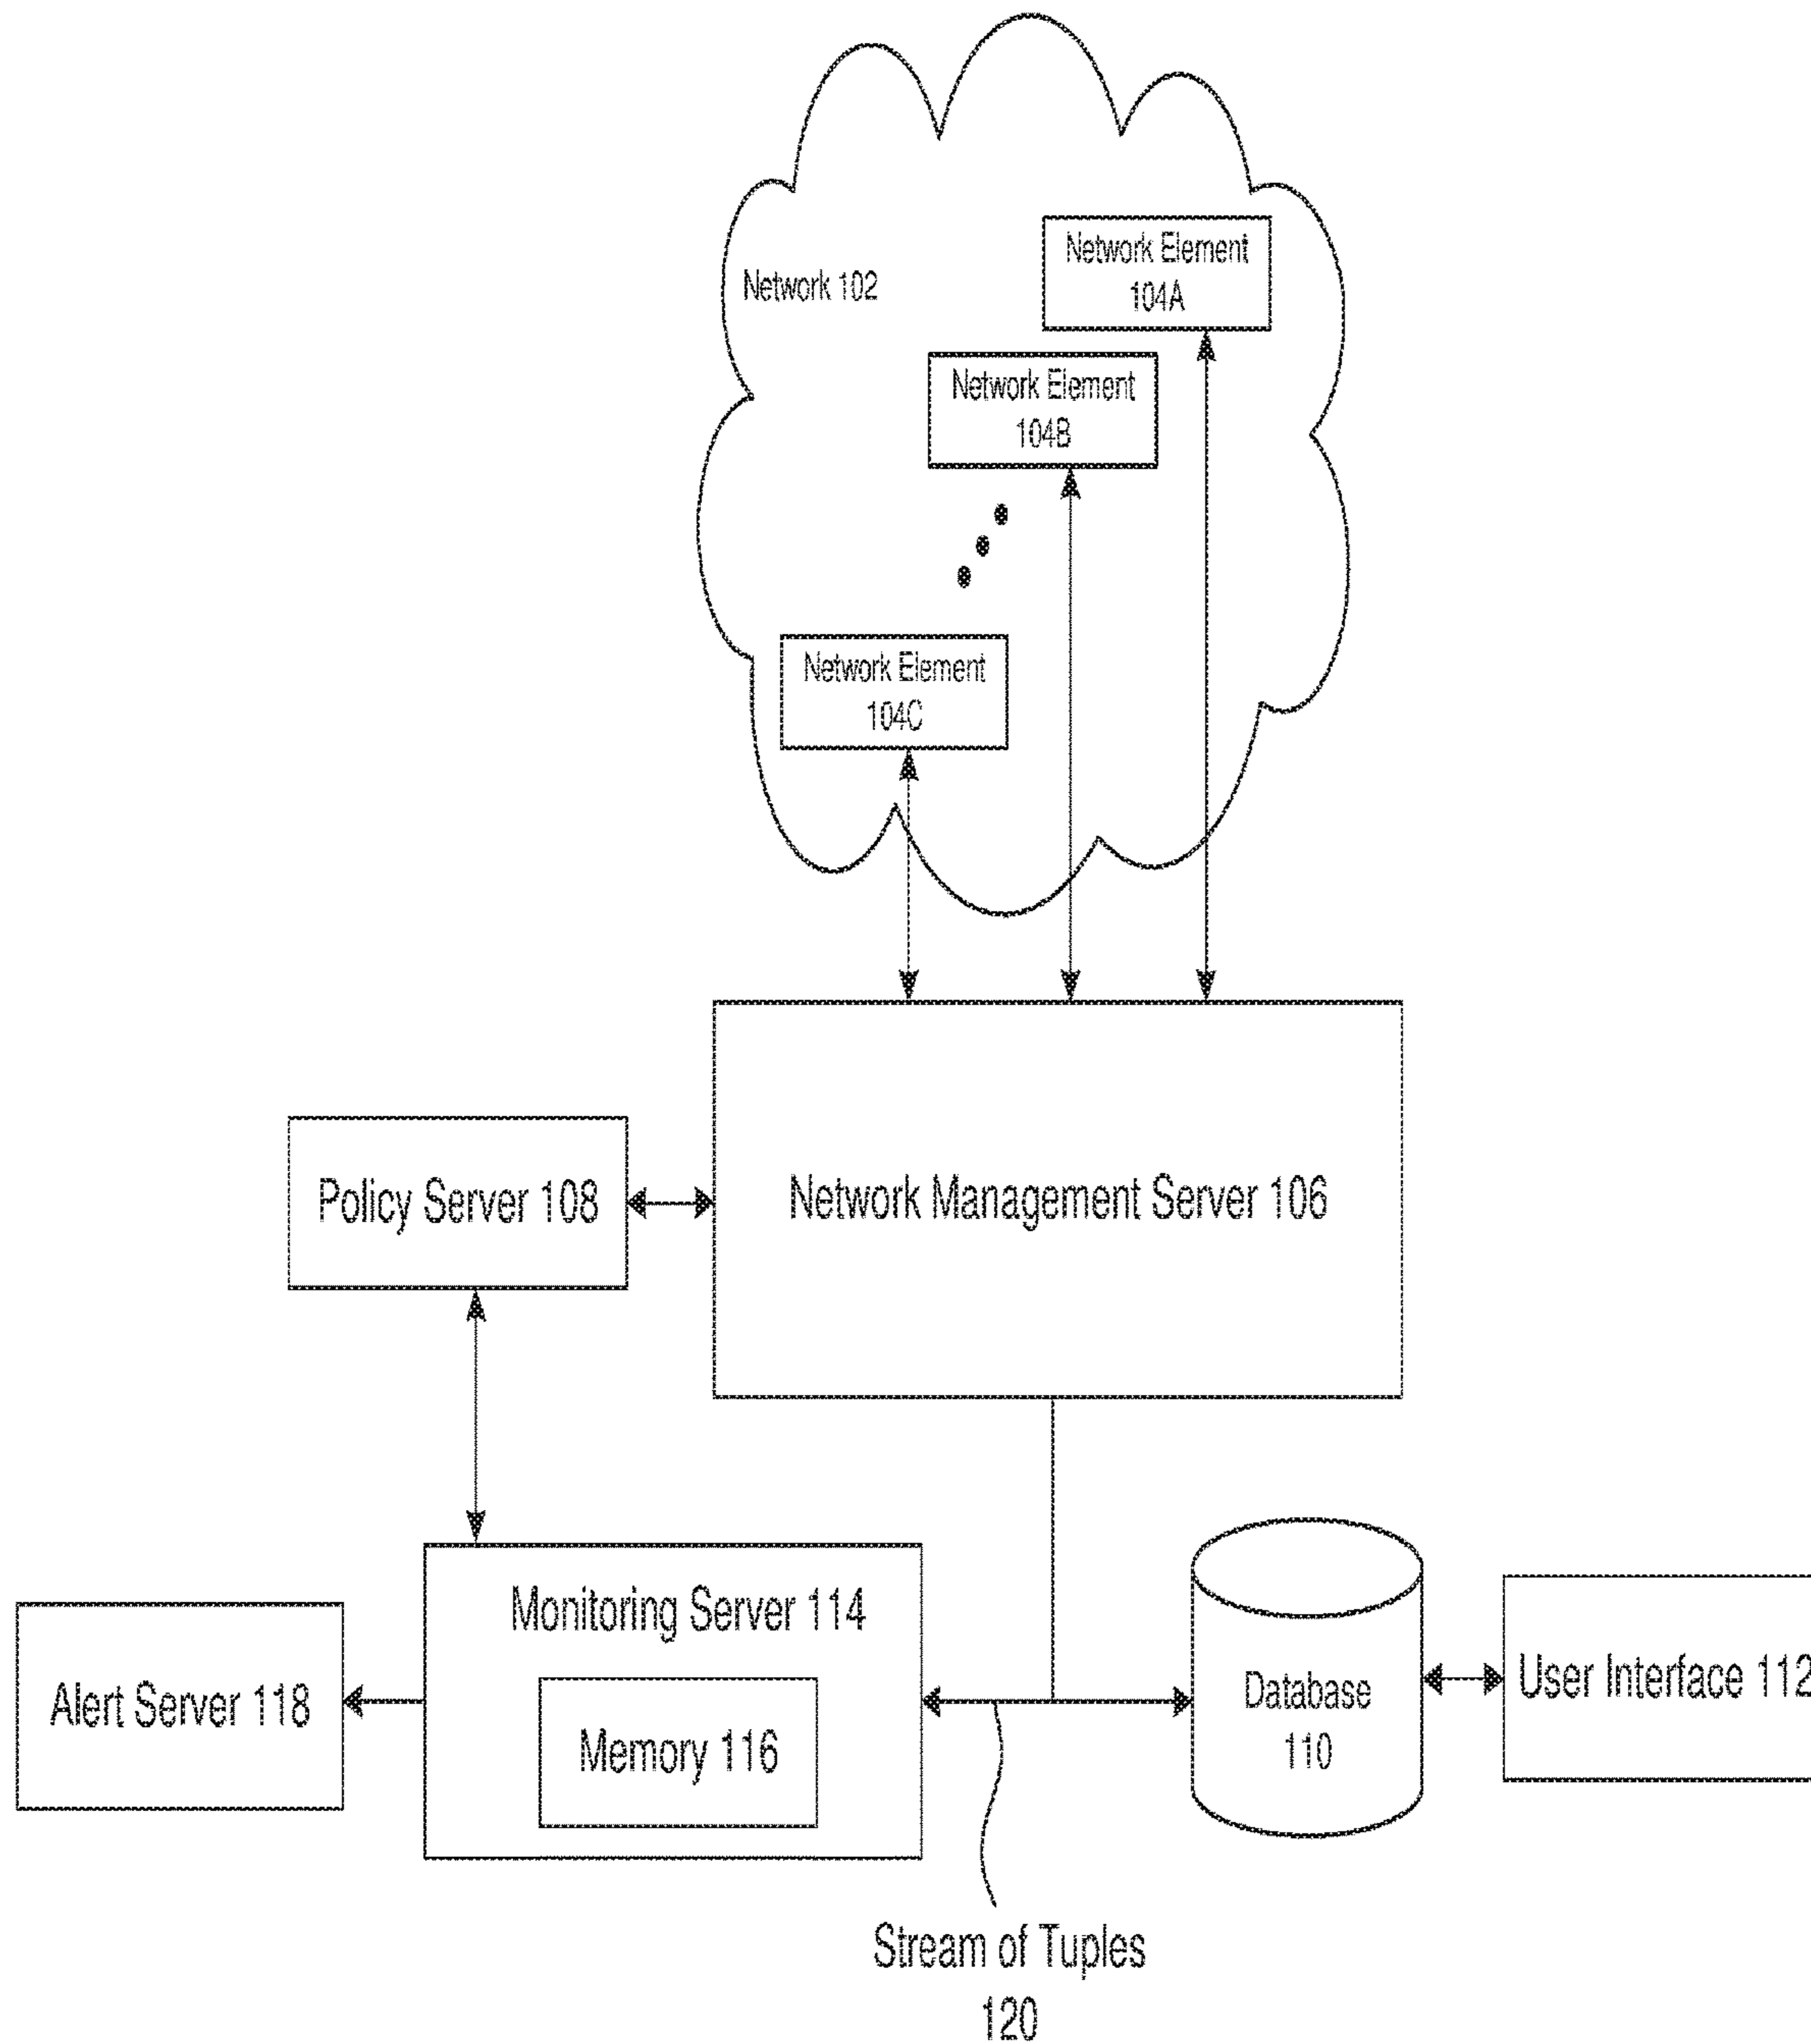 Network 102
Network Element
104A
Network Element
104B
Network Element
104C
Policy Server 108
Network Management Server 106
Monitoring Server 114
Memory 116
Alert Server 118
Database
110
User Interface 112
Stream of Tuples
120